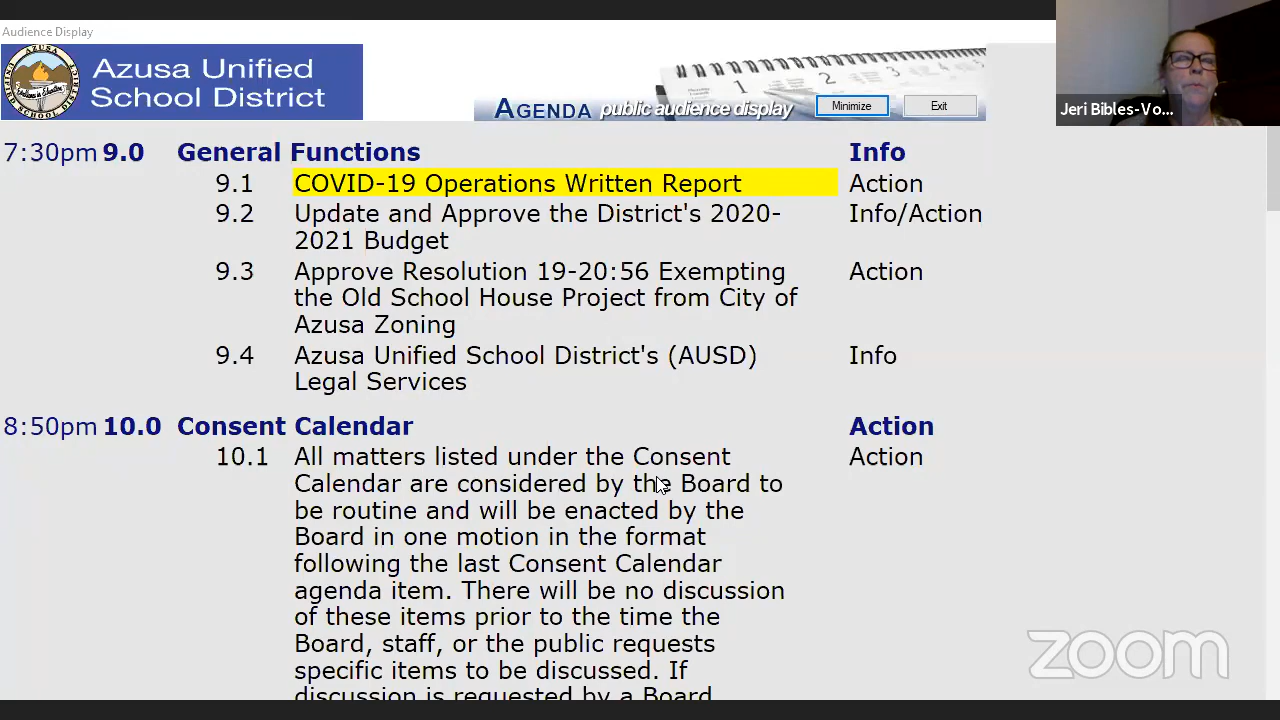 Audience Display
Azusa Unified
School District
AGENDA public audience display
Minimize
Exit
Jeri Bibles-Vo...
7:30pm 9.0 General Functions Info
9.1 COVID-19 Operations Written Report Action
9.2 Update and Approve the District's 2020- Info/Action
2021 Budget
9.3 Approve Resolution 19-20:56 Exempting Action
the Old School House Project from City of
Azusa Zoning
9.4 Azusa Unified School District's (AUSD) Info
Legal Services
8:50pm 10.0 Consent Calendar Action
10.1 All matters listed under the Consent Action
Calendar are considered by the Board to
be routine and will be enacted by the
Board in one motion in the format
following the last Consent Calendar
agenda item. There will be no discussion
of these items prior to the time the
Board, staff, or the public requests
specific items to be discussed. If
discussion is requested by a Board
zoom